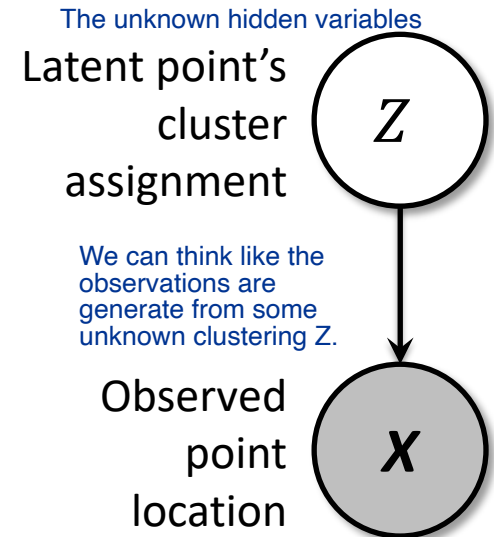 The unknown hidden variables
Latent point's
cluster
assignment
Z
We can think like the
observations are
generate from some
unknown clustering Z.
Observed
point
location
X